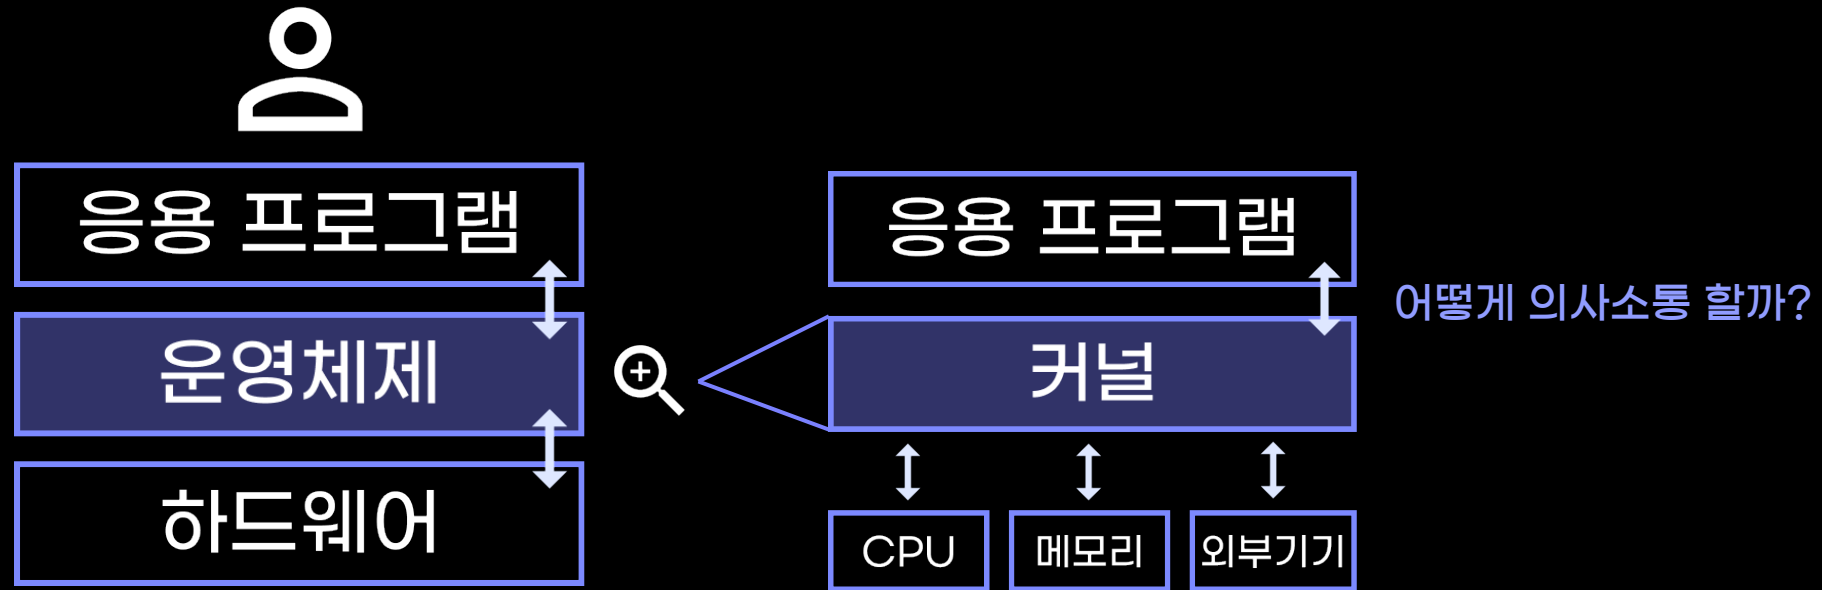 응용 프로그램
운영체제
하드웨어
응용 프로그램
어떻게 의사소통 할까?
커널
CPU
메모리
외부기기